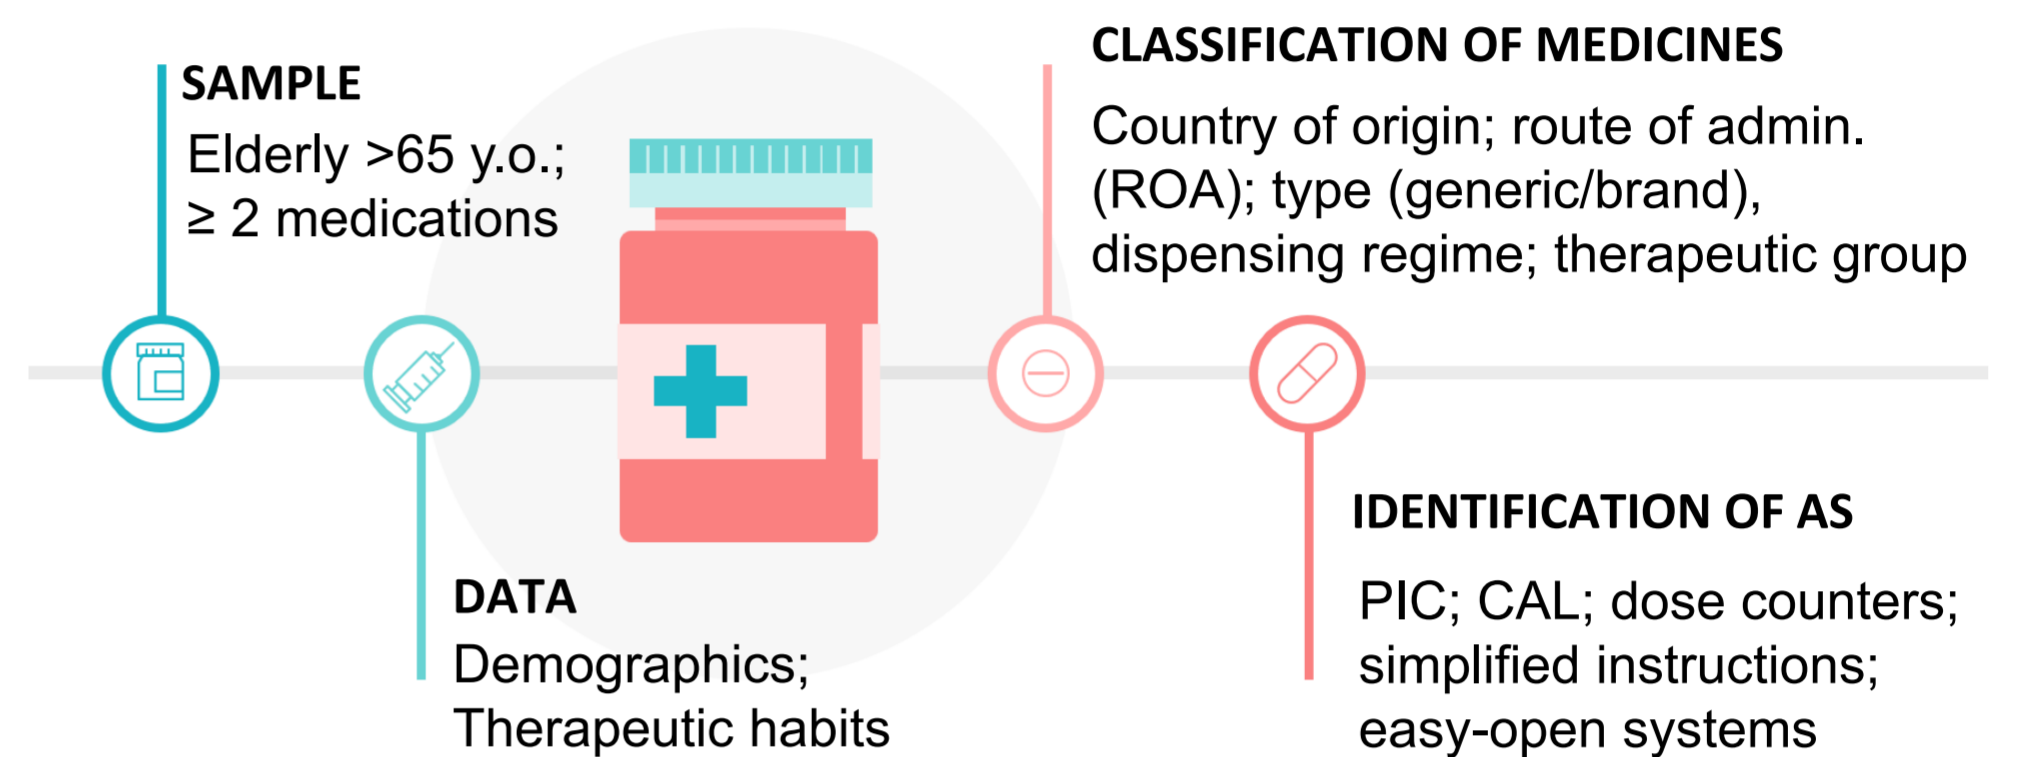 SAMPLE
Elderly >65 y.o.;
≥ 2 medications
DATA
Demographics;
Therapeutic habits
CLASSIFICATION OF MEDICINES
Country of origin; route of admin.
(ROA); type (generic/brand),
dispensing regime; therapeutic group
IDENTIFICATION OF AS
PIC; CAL; dose counters;
simplified instructions;
easy-open systems